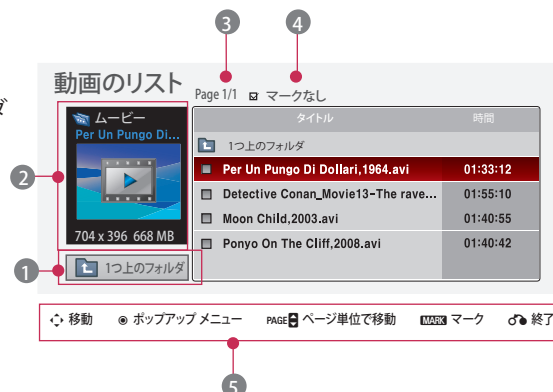 3
4
動画のリスト
Page 1/1 マークなし
ダ
ムービー
Per Un Pungo Di...
704 x 396 668 MB
1つ上のフォルダ
タイトル 時間
1つ上のフォルダ
Per Un Pungo Di Dollari,1964.avi 01:33:12
Detective Conan_Movie13-The rave... 01:55:10
Moon Child,2003.avi 01:40:55
Ponyo On The Cliff,2008.avi 01:40:42
2
1
移動 ポップアップ メニュー PAGE ページ単位で移動 MARK マーク 終了
5